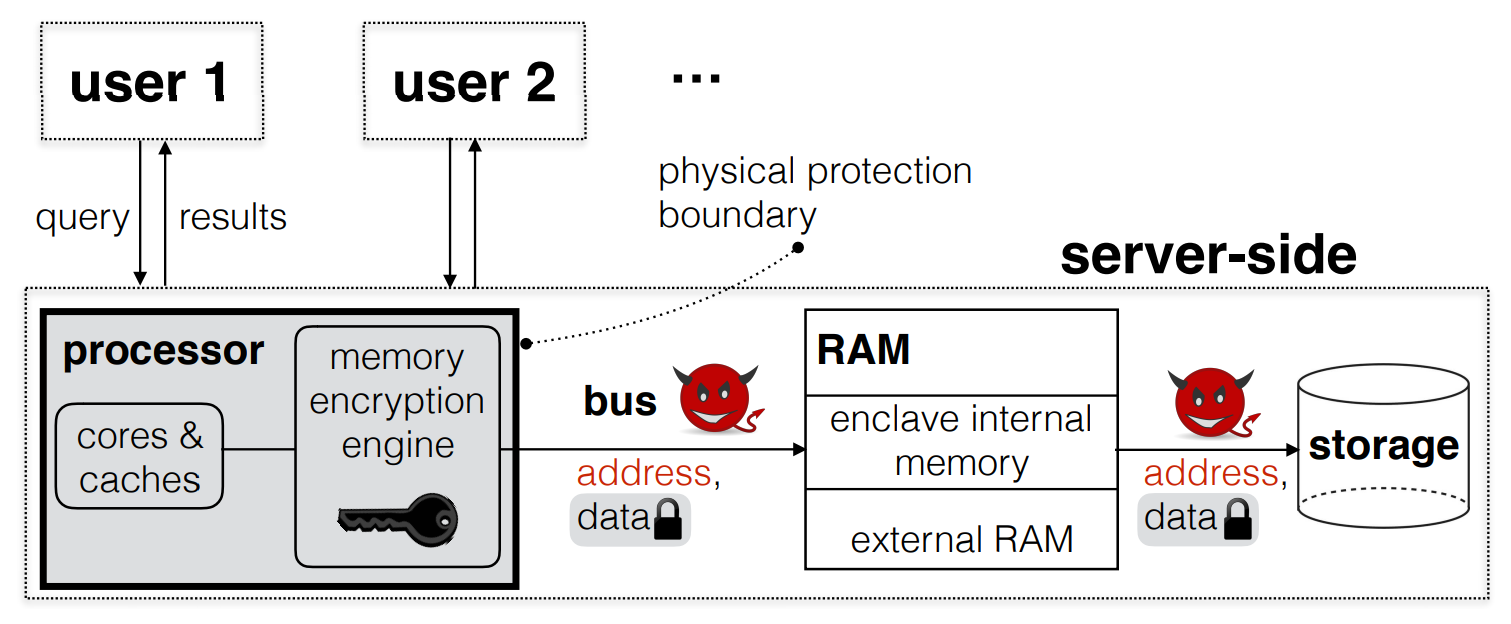 user 1
user 2
...
query
results
physical protection
boundary
server-side
processor
cores &
caches
memory
encryption
engine
bus
address,
data
RAM
enclave internal
memory
external RAM
address,
data
storage